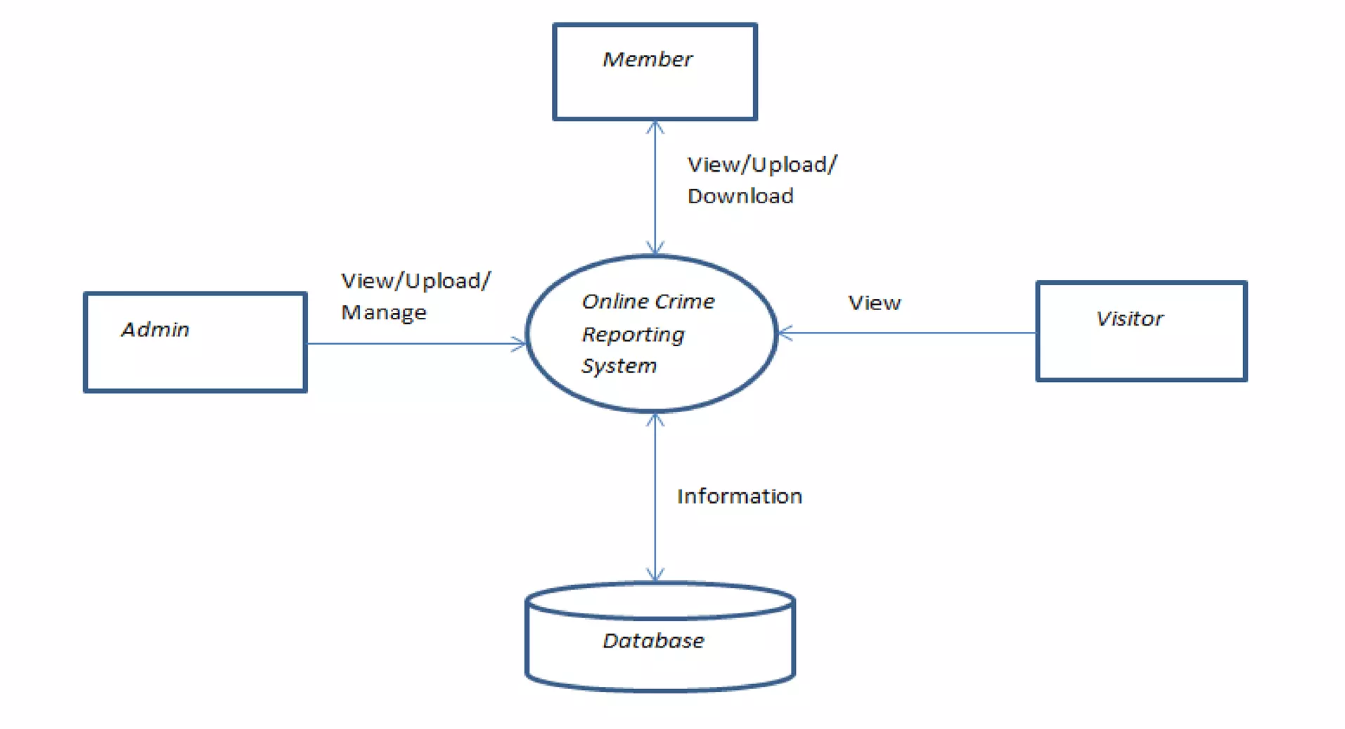 Member
View/Upload/
Download
View/Upload/
Manage
Admin
Online Crime
Reporting
System
View
Visitor
Information
Database